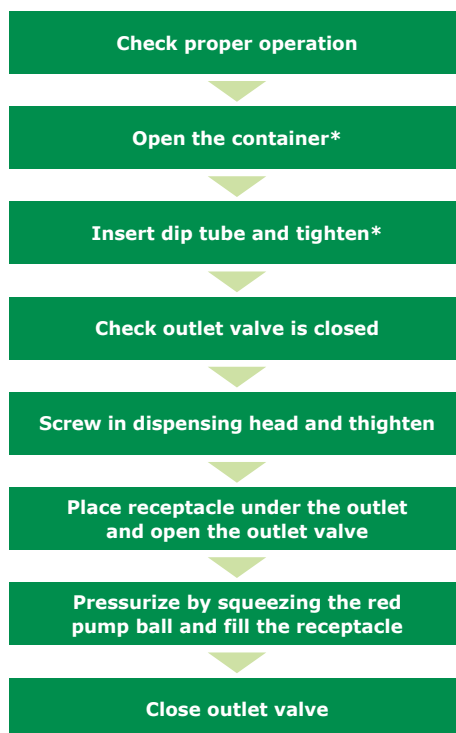 Check proper operation
Open the container*
Insert dip tube and tighten*
Check outlet valve is closed
Screw in dispensing head and thighten
Place receptacle under the outlet
and open the outlet valve
Pressurize by squeezing the red
pump ball and fill the receptacle
Close outlet valve